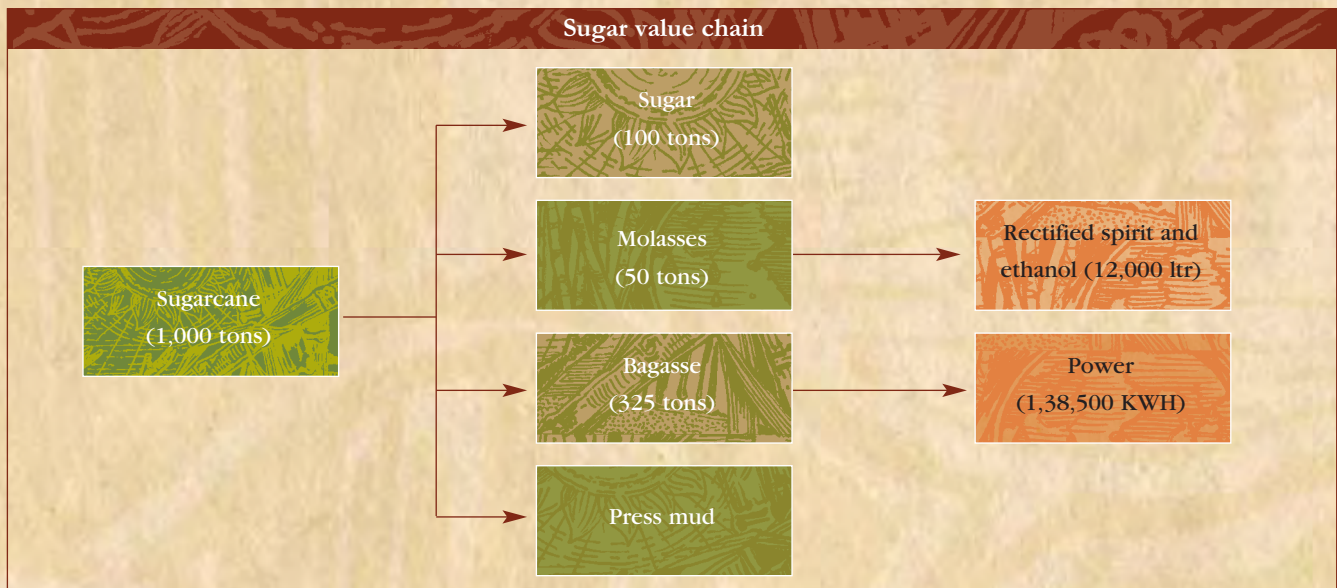 Sugar value chain
Sugar
(100 tons)
Molasses
(50 tons)
Rectified spirit and
ethanol (12,000 ltr)
Sugarcane
(1,000 tons)
Bagasse
(325 tons)
Power
(1,38,500 KWH)
Press mud